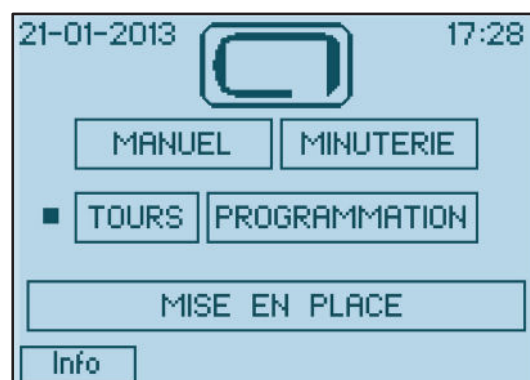 21-01-2013 17:28
MANUEL MINUTERIE
TOURS PROGRAMMATION
MISE EN PLACE
Info